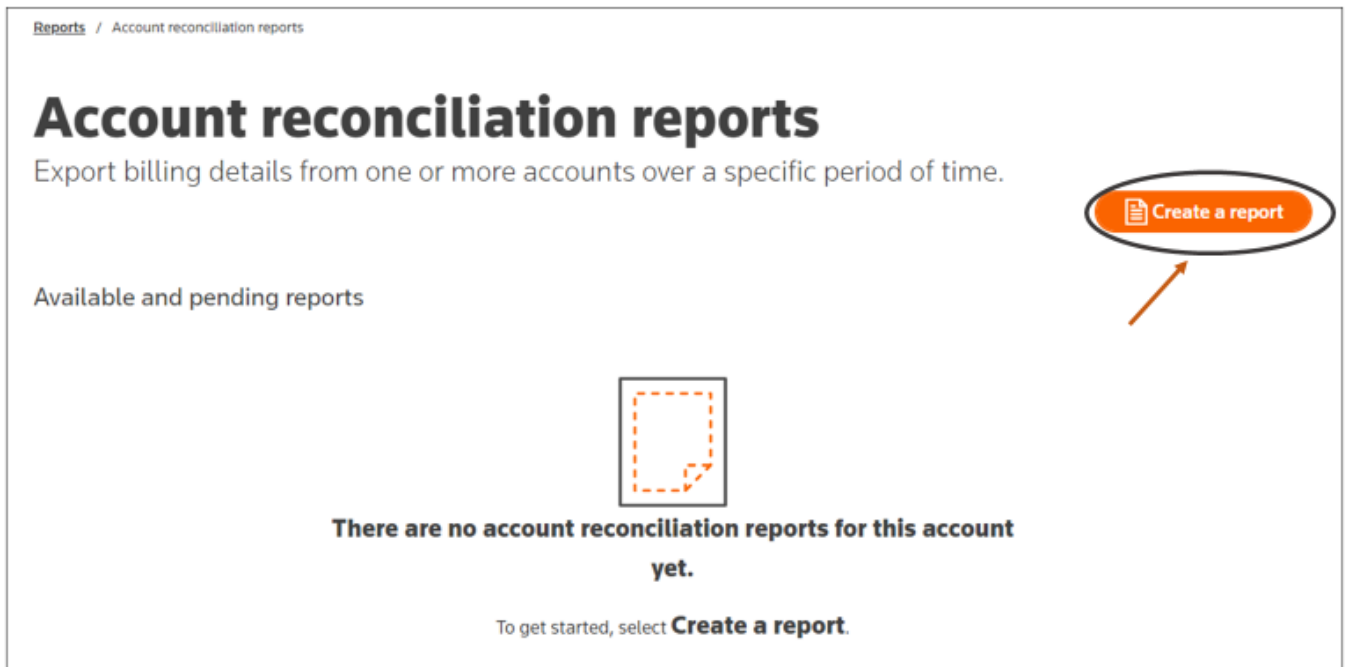 Reports / Account reconciliation reports
Account reconciliation reports
Export billing details from one or more accounts over a specific period of time.
Create a report
Available and pending reports
There are no account reconciliation reports for this account
yet.
To get started, select Create a report.